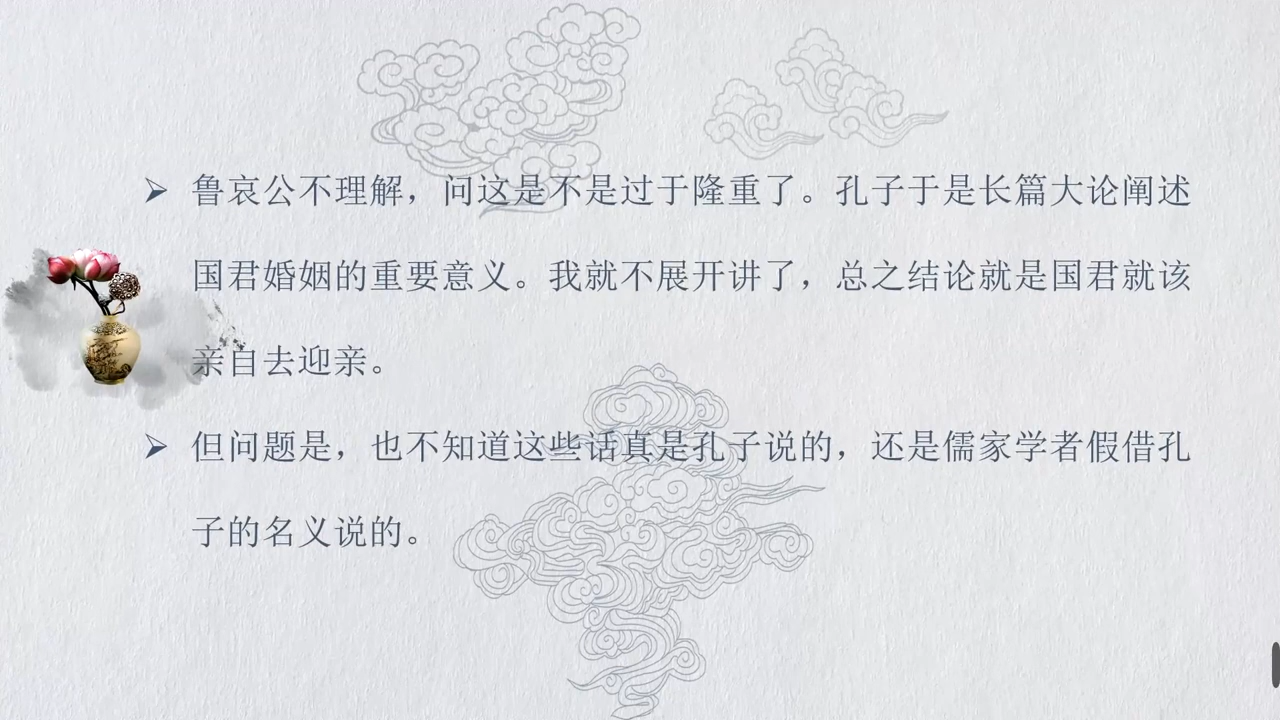 鲁哀公不理解，问这是不是过于隆重了。孔子于是长篇大论阐述
国君婚姻的重要意义。我就不展开讲了，总之结论就是国君就该
亲自去迎亲。
但问题是，也不知道这些话真是孔子说的，还是儒家学者假借孔
子的名义说的。